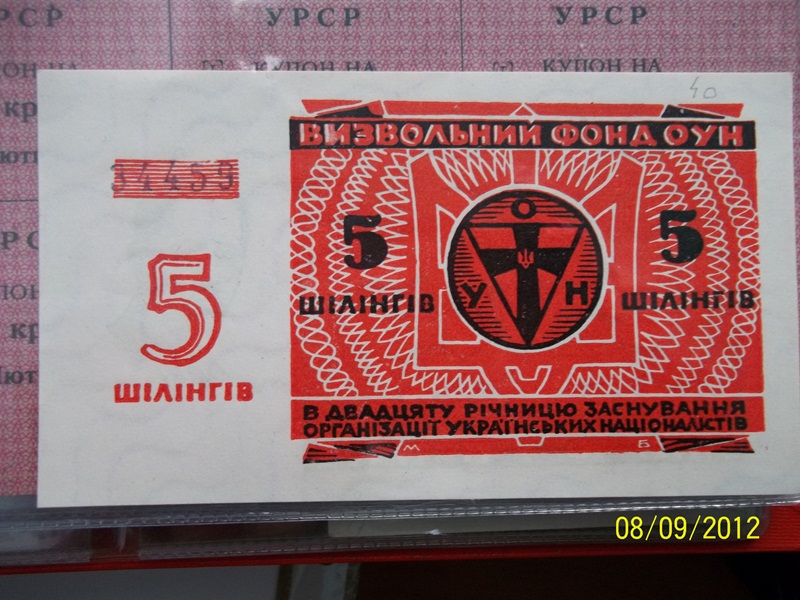 УРСР
УРСР
КУПОН НА
КУПОН НА
40
ВИЗВОЛЬНИЙ ФОНД ОУН
34459
5
5
5
О
У
Н
ШІЛІНГІВ
ШІЛІНГІВ
ШІЛІНГІВ
В ДВАДЦЯТУ РІЧНИЦЮ ЗАСНУВАННЯ
ОРГАНІЗАЦІЇ УКРАЇНСЬКИХ НАЦІОНАЛІСТІВ
М Б
08/09/2012